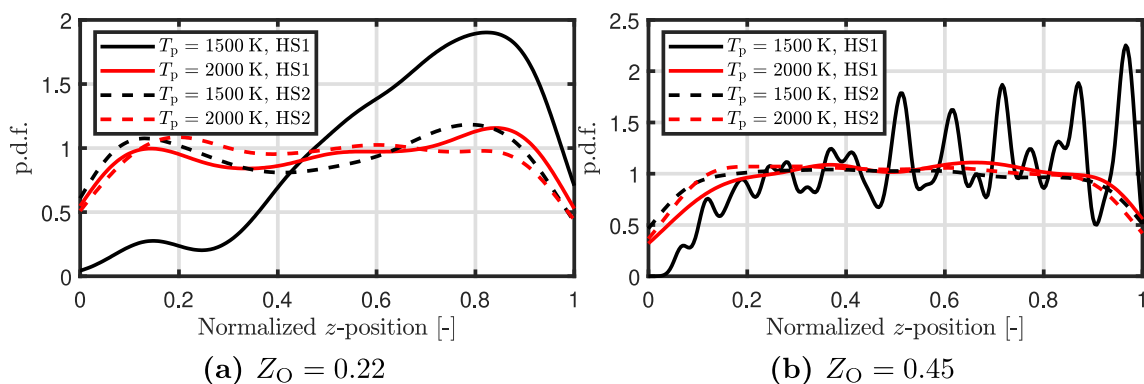 2
1.5
1
0.5
0
p.d.f.
T_p = 1500 K, HS1
T_p = 2000 K, HS1
T_p = 1500 K, HS2
T_p = 2000 K, HS2
0 0.2 0.4 0.6 0.8 1
Normalized z-position [-]
(a) Z_O = 0.22
2.5
2
1.5
1
0.5
0
p.d.f.
T_p = 1500 K, HS1
T_p = 2000 K, HS1
T_p = 1500 K, HS2
T_p = 2000 K, HS2
0 0.2 0.4 0.6 0.8 1
Normalized z-position [-]
(b) Z_O = 0.45